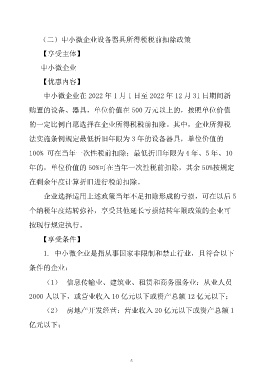 （二）中小微企业设备器具所得税税前扣除政策
【享受主体】
中小微企业
【优惠内容】
中小微企业在 2022 年 1 月 1 日至 2022 年 12 月 31 日期间新
购置的设备、器具，单位价值在 500 万元以上的，按照单位价值
的一定比例自愿选择在企业所得税税前扣除。其中，企业所得税
法实施条例规定最低折旧年限为 3 年的设备器具，单位价值的
100% 可在当年一次性税前扣除；最低折旧年限为 4 年、5 年、10
年的，单位价值的 50%可在当年一次性税前扣除，其余 50%按规定
在剩余年度计算折旧进行税前扣除。
企业选择适用上述政策当年不足扣除形成的亏损，可在以后 5
个纳税年度结转弥补，享受其他延长亏损结转年限政策的企业可
按现行规定执行。
【享受条件】
1. 中小微企业是指从事国家非限制和禁止行业，且符合以下
条件的企业：
（1） 信息传输业、建筑业、租赁和商务服务业：从业人员
2000 人以下，或营业收入 10 亿元以下或资产总额 12 亿元以下；
（2） 房地产开发经营：营业收入 20 亿元以下或资产总额 1
亿元以下；